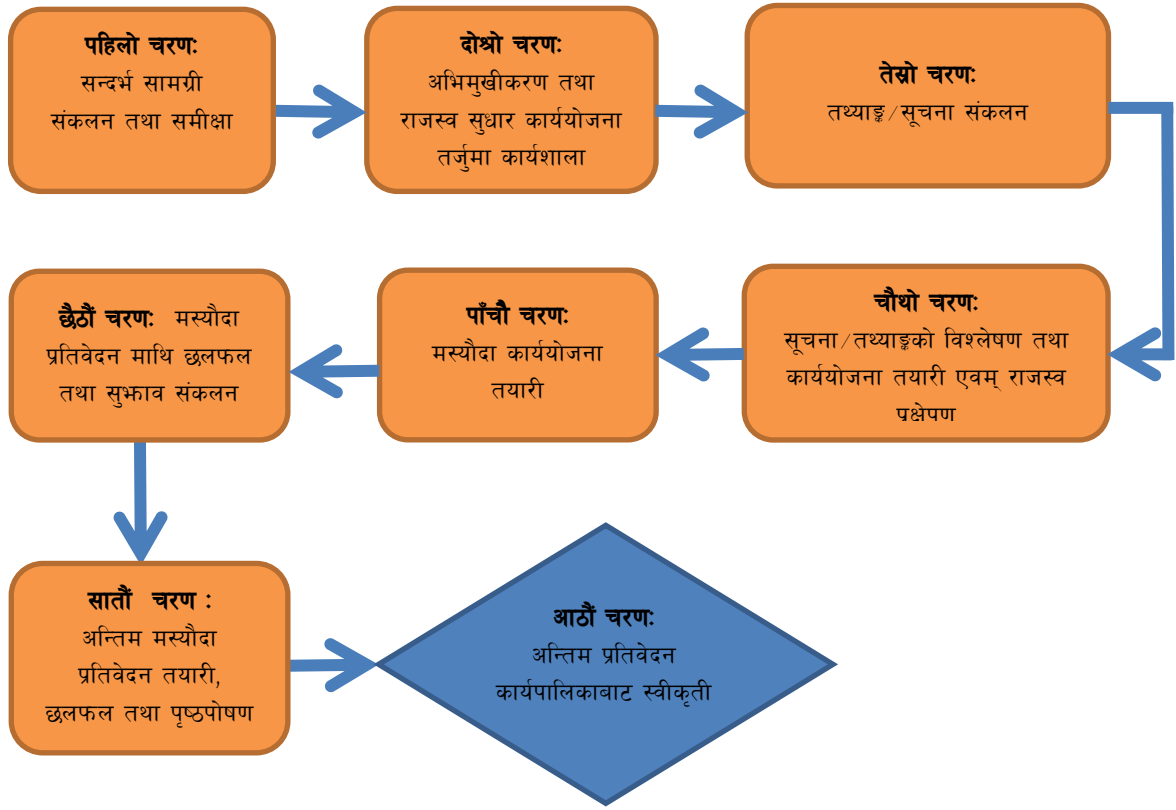 पहिलो चरण:
सन्दर्भ सामग्री
संकलन तथा समीक्षा
दोश्रो चरण:
अभिमुखीकरण तथा
राजस्व सुधार कार्ययोजना
तर्जुमा कार्यशाला
तेस्रो चरण:
तथ्याङ्क/सूचना संकलन
चौथो चरण:
सूचना/तथ्याङ्कको विश्लेषण तथा
कार्ययोजना तयारी एवम् राजस्व
प्रक्षेपण
पाँचौ चरण:
मस्यौदा कार्ययोजना
तयारी
छैठौं चरण: मस्यौदा
प्रतिवेदन माथि छलफल
तथा सुझाव संकलन
सातौं चरण :
अन्तिम मस्यौदा
प्रतिवेदन तयारी,
छलफल तथा पृष्ठपोषण
आठौं चरण:
अन्तिम प्रतिवेदन
कार्यपालिकाबाट स्वीकृती